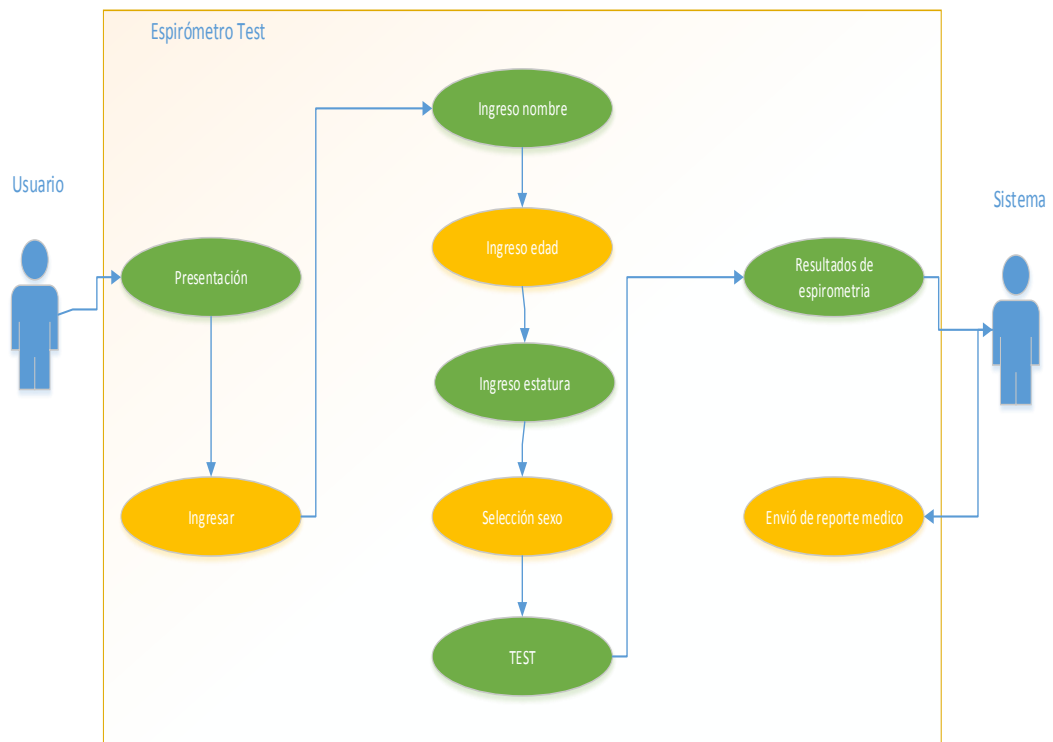 Espirómetro Test
Usuario
Presentación
Ingresar
Ingreso nombre
Ingreso edad
Ingreso estatura
Selección sexo
TEST
Resultados de
espirometria
Sistema
Envió de reporte medico